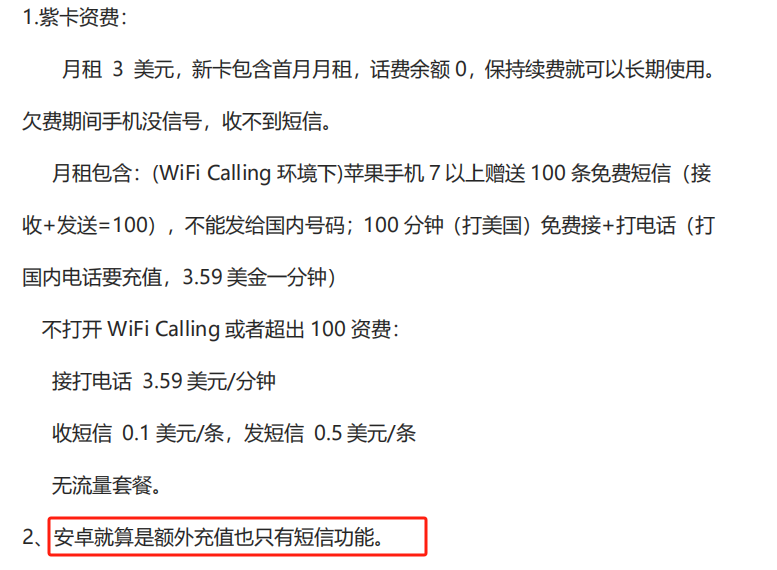 1.紫卡资费：
月租 3 美元，新卡包含首月月租，话费余额 0，保持续费就可以长期使用。
欠费期间手机没信号，收不到短信。
月租包含：(WiFi Calling 环境下)苹果手机 7 以上赠送 100 条免费短信（接
收+发送=100），不能发给国内号码；100 分钟（打美国）免费接+打电话（打
国内电话要充值，3.59 美金一分钟）
不打开 WiFi Calling 或者超出 100 资费：
接打电话 3.59 美元/分钟
收短信 0.1 美元/条，发短信 0.5 美元/条
无流量套餐。
2、安卓就算是额外充值也只有短信功能。